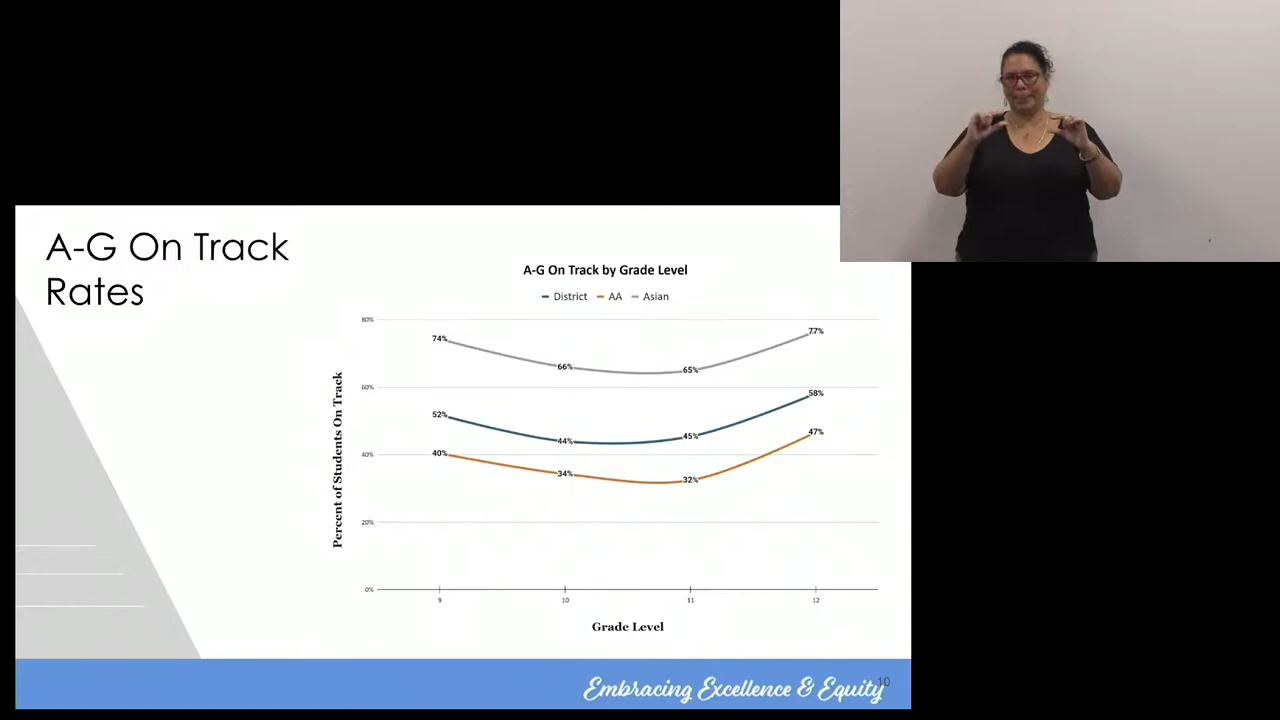 A-G On Track
Rates
A-G On Track by Grade Level
District AA Asian
80%
60%
40%
20%
0%
Percent of Students On Track
74%
66%
65%
77%
52%
44%
45%
58%
40%
34%
32%
47%
9 10 11 12
Grade Level
Embracing Excellence & Equity
10